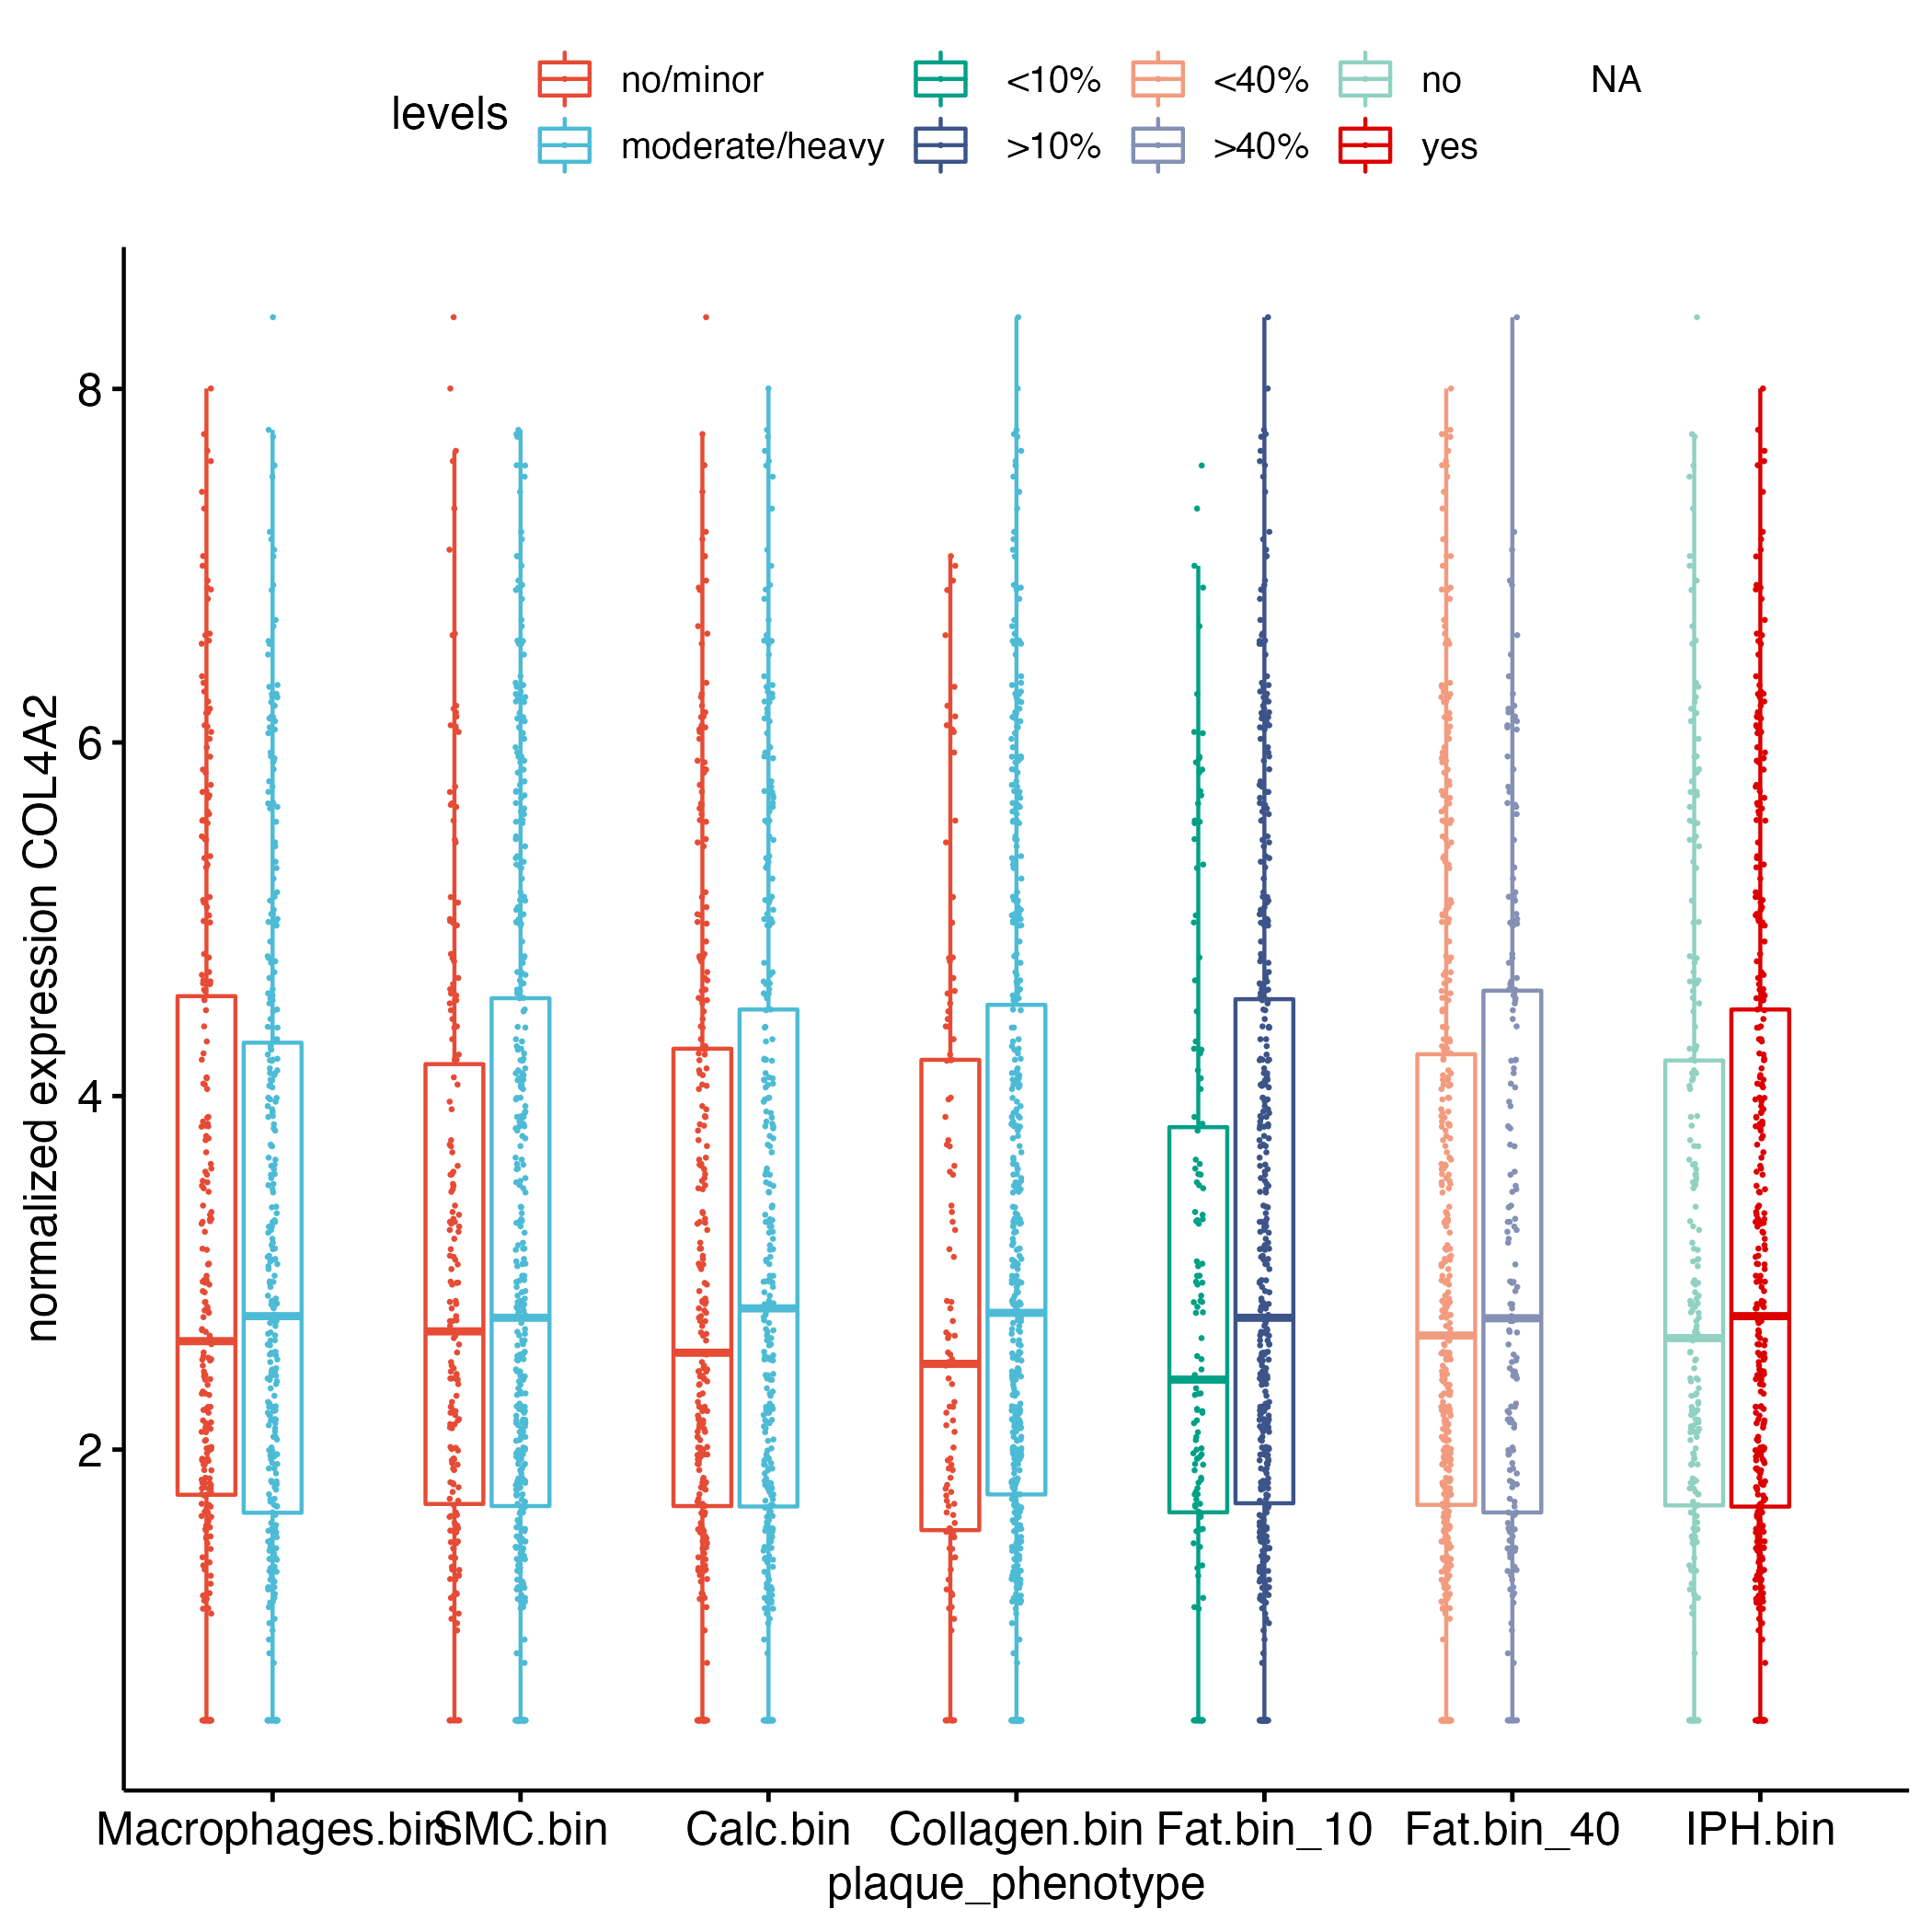 levels
no/minor <10% <40% no NA
moderate/heavy >10% >40% yes
normalized expression COL4A2
8
6
4
2
Macrophages.bin SMC.bin Calc.bin Collagen.bin Fat.bin_10 Fat.bin_40 IPH.bin
plaque_phenotype